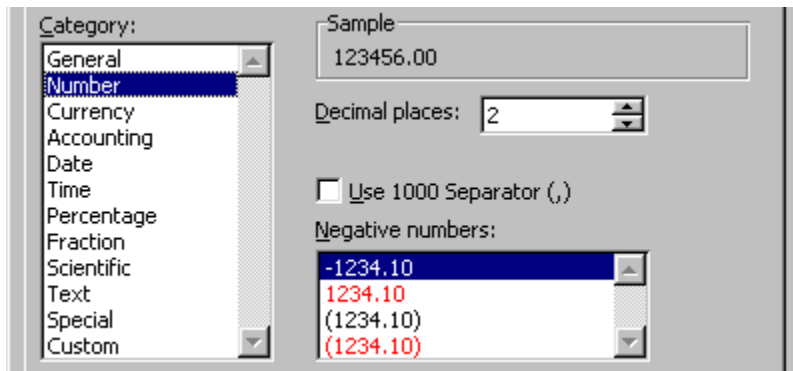 Category:
General
Number
Currency
Accounting
Date
Time
Percentage
Fraction
Scientific
Text
Special
Custom
Sample
123456.00
Decimal places: 2
Use 1000 Separator (,)
Negative numbers:
-1234.10
1234.10
(1234.10)
(1234.10)